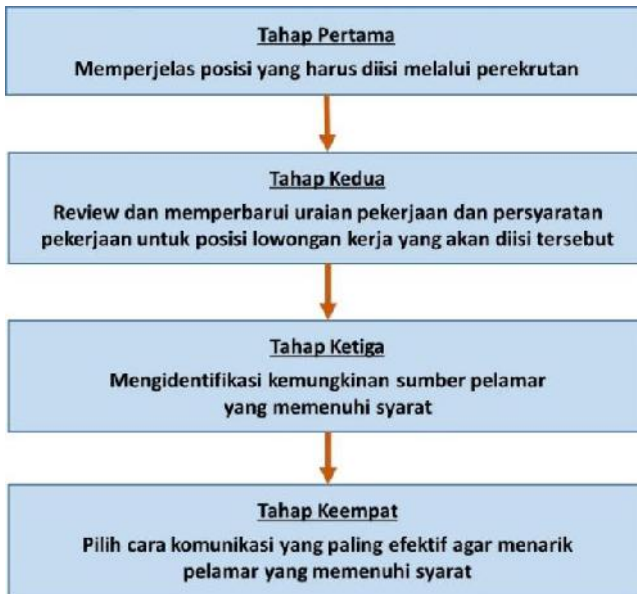 Tahap Pertama
Memperjelas posisi yang harus diisi melalui perekrutan
Tahap Kedua
Review dan memperbarui uraian pekerjaan dan persyaratan
pekerjaan untuk posisi lowongan kerja yang akan diisi tersebut
Tahap Ketiga
Mengidentifikasi kemungkinan sumber pelamar
yang memenuhi syarat
Tahap Keempat
Pilih cara komunikasi yang paling efektif agar menarik
pelamar yang memenuhi syarat